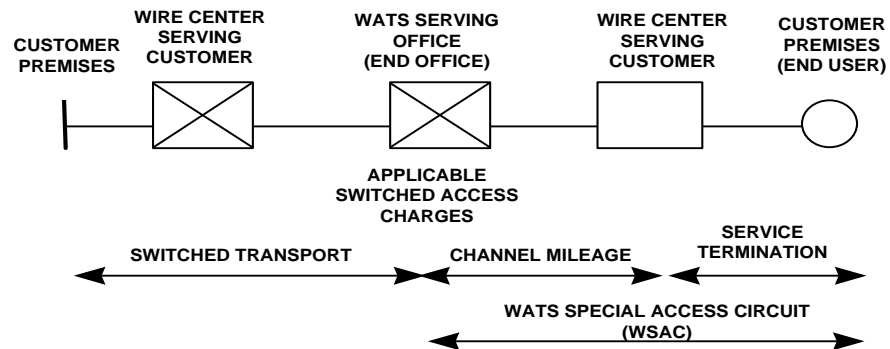 CUSTOMER
PREMISES
WIRE CENTER
SERVING
CUSTOMER
WATS SERVING
OFFICE
(END OFFICE)
WIRE CENTER
SERVING
CUSTOMER
CUSTOMER
PREMISES
(END USER)
APPLICABLE
SWITCHED ACCESS
CHARGES
SWITCHED TRANSPORT
CHANNEL MILEAGE
SERVICE
TERMINATION
WATS SPECIAL ACCESS CIRCUIT
(WSAC)